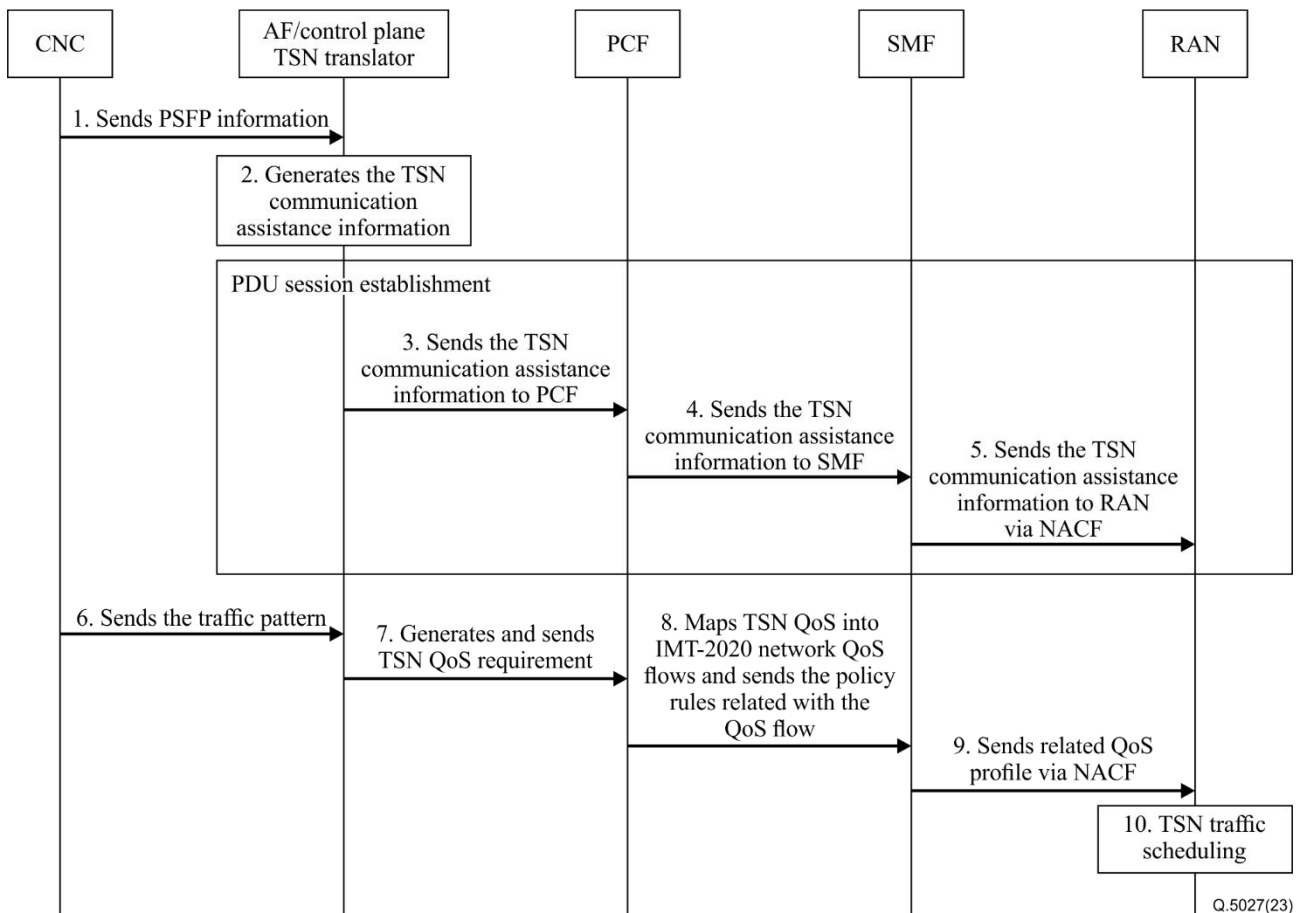 CNC
AF/control plane
TSN translator
PCF
SMF
RAN
1. Sends PSFP information
2. Generates the TSN
communication
assistance information
PDU session establishment
3. Sends the TSN
communication assistance
information to PCF
4. Sends the TSN
communication assistance
information to SMF
5. Sends the TSN
communication assistance
information to RAN
via NACF
6. Sends the traffic pattern
7. Generates and sends
TSN QoS requirement
8. Maps TSN QoS into
IMT-2020 network QoS
flows and sends the policy
rules related with the
QoS flow
9. Sends related QoS
profile via NACF
10. TSN traffic
scheduling
Q.5027(23)